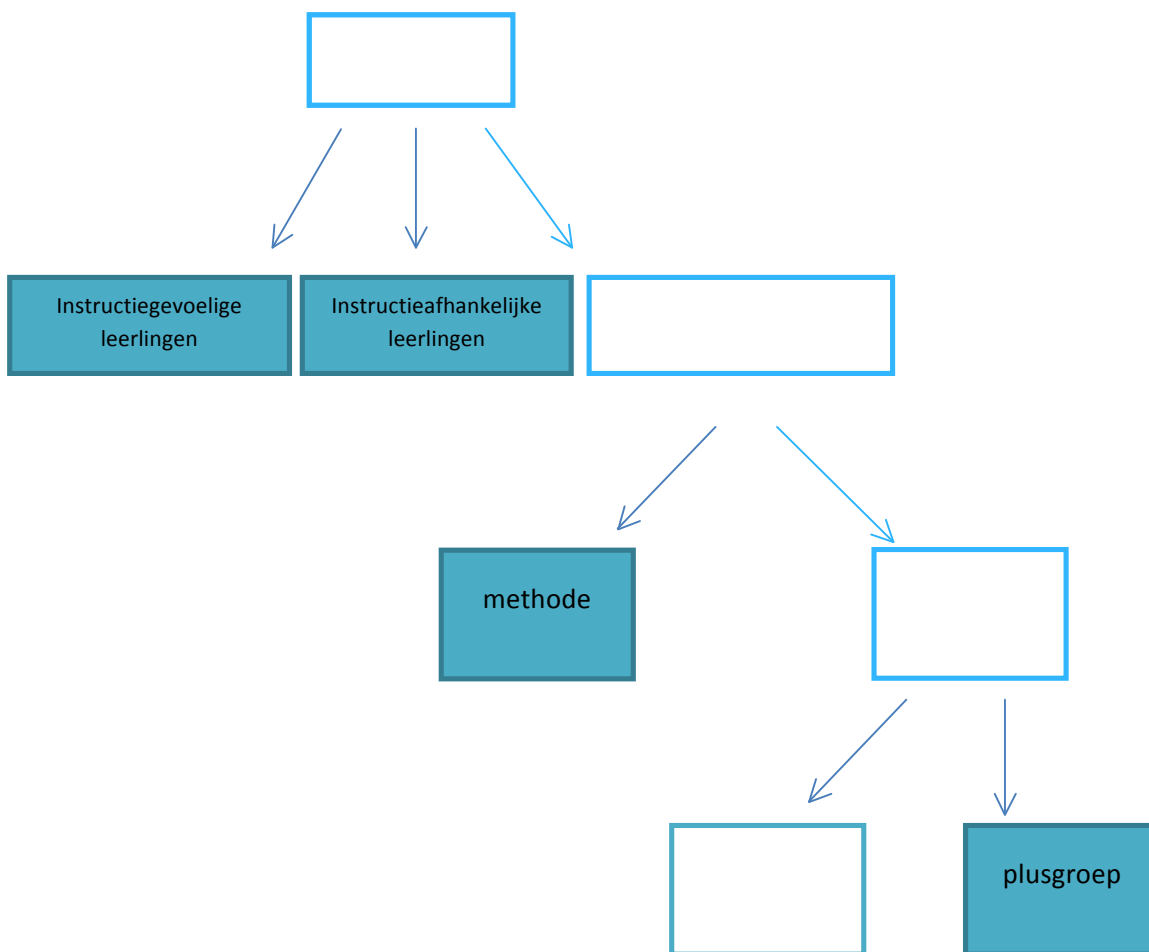 Instructiegevoelige
leerlingen
Instructieafhankelijke
leerlingen
methode
plusgroep